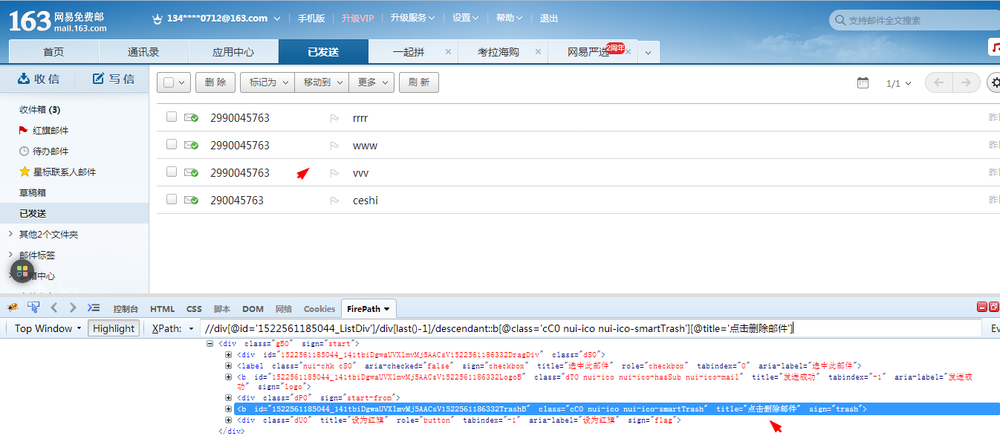 163 网易免费邮 mail.163.com
134****0712@163.com 手机版 升级VIP 升级服务 设置 帮助 退出
支持邮件全文搜索
首页 通讯录 应用中心 已发送 一起拼 × 考拉海购 × 网易严选 2周年 ×
收信 写信
删除 标记为 移动到 更多 刷新 1/1
收件箱 (3)
红旗邮件
待办邮件
星标联系人邮件
草稿箱
已发送
其他2个文件夹
邮件标签
箱中心
2990045763 rrrr 昨
2990045763 www 昨
2990045763 vvv 昨
290045763 ceshi 昨
控制台 HTML CSS 脚本 DOM 网络 Cookies FirePath
Top Window Highlight XPath: //div[@id='1522561185044_ListDiv']/div[last()-1]/descendant::b[@class='cC0 nui-ico nui-ico-smartTrash'][@title='点击删除邮件'] Ev
<div class="gB0" sign="start">
<div id="1522561185044_141tbiDgwaUVXlmvMj5AACsV1522561186332DragDiv" class="dS0">
<label class="nui-chk cS0" aria-checked="false" sign="checkbox" title="选中此邮件" role="checkbox" tabindex="0" aria-label="选中此邮件">
<b id="1522561185044_141tbiDgwaUVXlmvMj5AACsV1522561186332LogoB" class="dT0 nui-ico nui-ico-hasSub nui-ico-mail" title="发送成功" tabindex="-1" aria-label="发送成
功" sign="logo">
<div class="dP0" sign="start-from">
<b id="1522561185044_141tbiDgwaUVXlmvMj5AACsV1522561186332TrashB" class="cC0 nui-ico nui-ico-smartTrash" title="点击删除邮件" sign="trash">
<div class="dU0" title="设为红旗" role="button" tabindex="-1" aria-label="设为红旗" sign="flag">
</div>